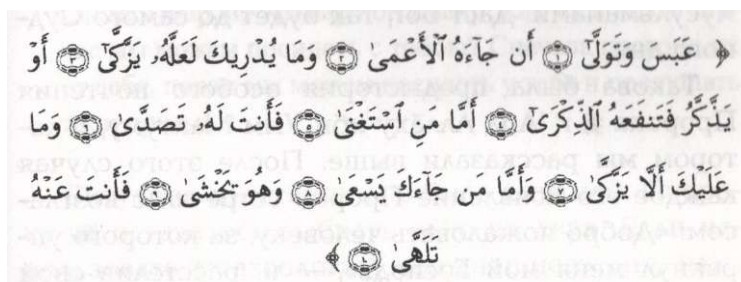 ﴿ عَبَسَ وَتَوَلَّىٰٓ ۝١ أَن جَآءَهُ ٱلْأَعْمَىٰ ۝٢ وَمَا يُدْرِيكَ لَعَلَّهُۥ يَزَّكَّىٰٓ ۝٣ أَوْ
يَذَّكَّرُ فَتَنفَعَهُ ٱلذِّكْرَىٰٓ ۝٤ أَمَّا مَنِ ٱسْتَغْنَىٰ ۝٥ فَأَنتَ لَهُۥ تَصَدَّىٰ ۝٦ وَمَا
عَلَيْكَ أَلَّا يَزَّكَّىٰ ۝٧ وَأَمَّا مَن جَآءَكَ يَسْعَىٰ ۝٨ وَهُوَ يَخْشَىٰ ۝٩ فَأَنتَ عَنْهُ
تَلَهَّىٰ ۝١٠ ﴾